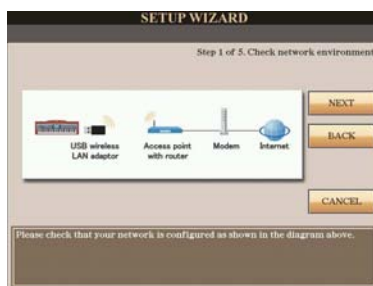 SETUP WIZARD
Step 1 of 5. Check network environment
NEXT
BACK
USB wireless
LAN adaptor
Access point
with router
Modem
Internet
CANCEL
Please check that your network is configured as shown in the diagram above.